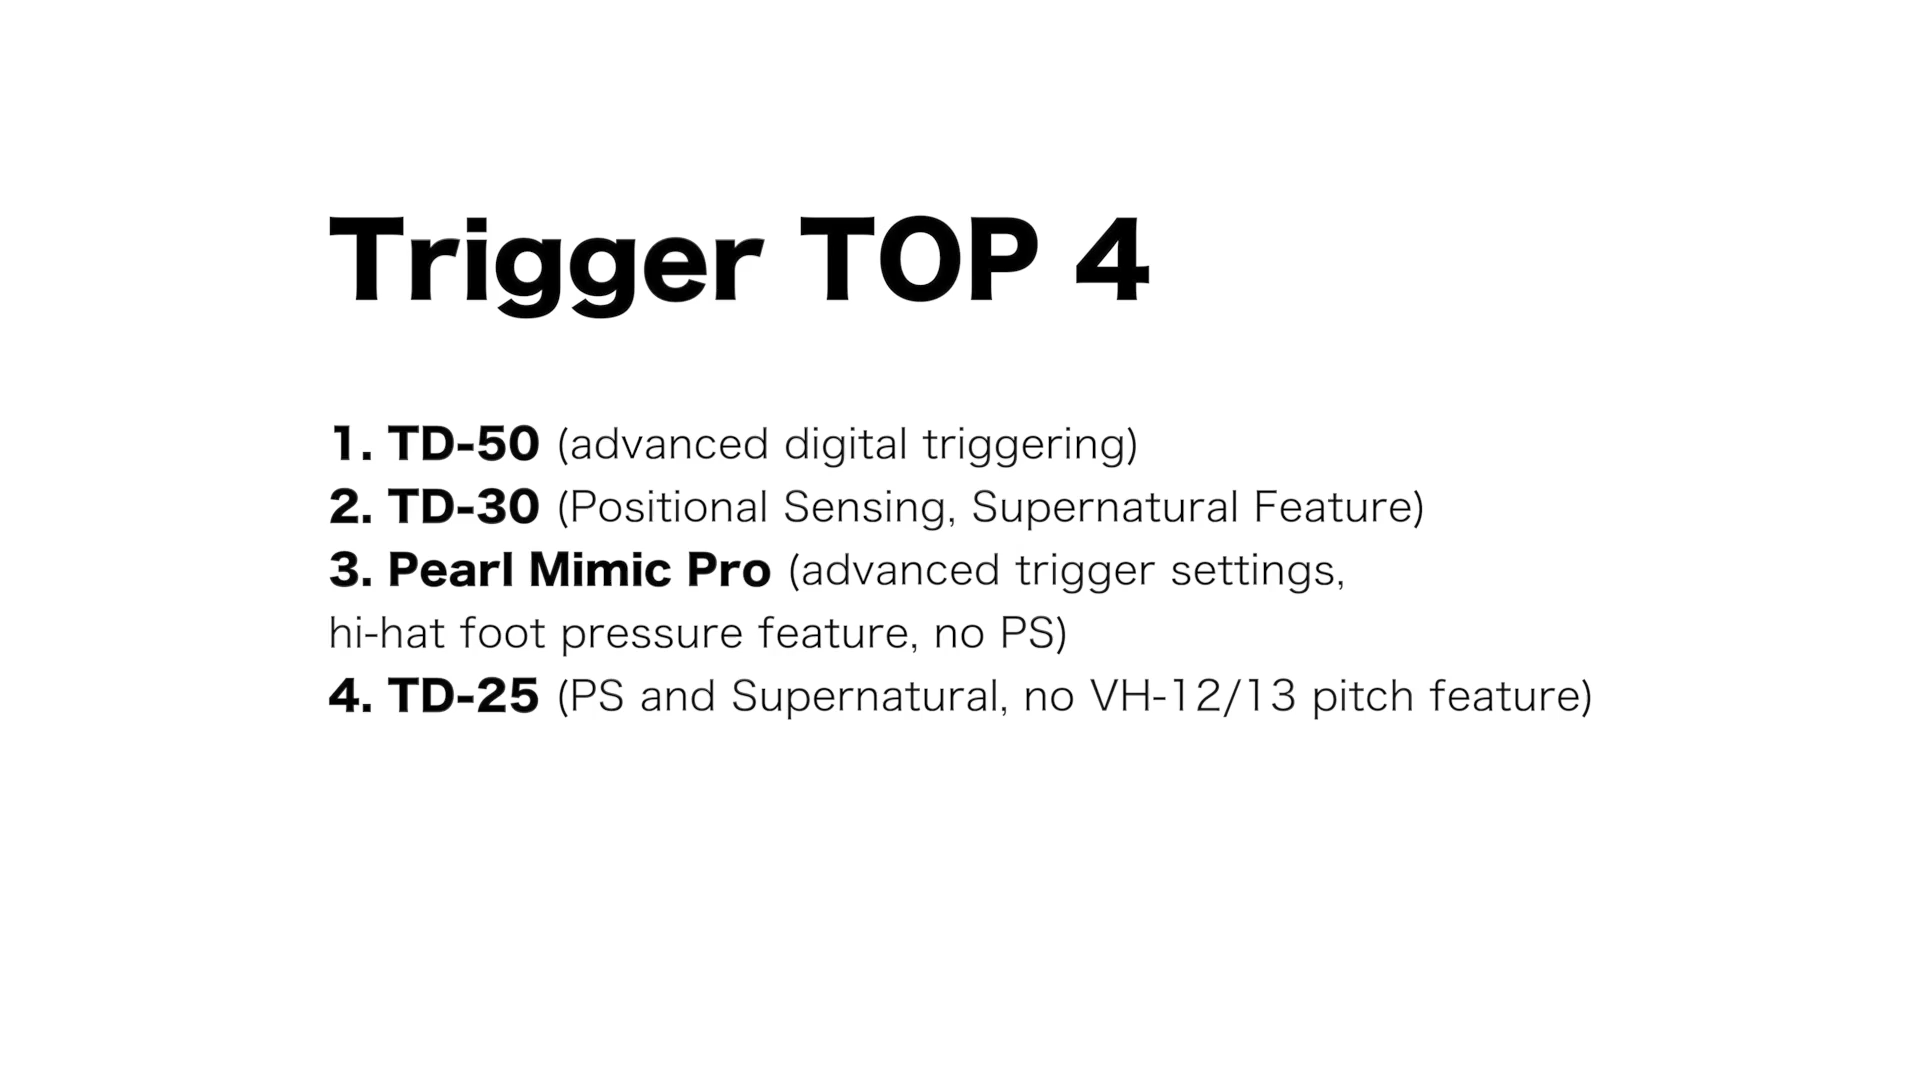 Trigger TOP 4
1. TD-50 (advanced digital triggering)
2. TD-30 (Positional Sensing, Supernatural Feature)
3. Pearl Mimic Pro (advanced trigger settings,
hi-hat foot pressure feature, no PS)
4. TD-25 (PS and Supernatural, no VH-12/13 pitch feature)